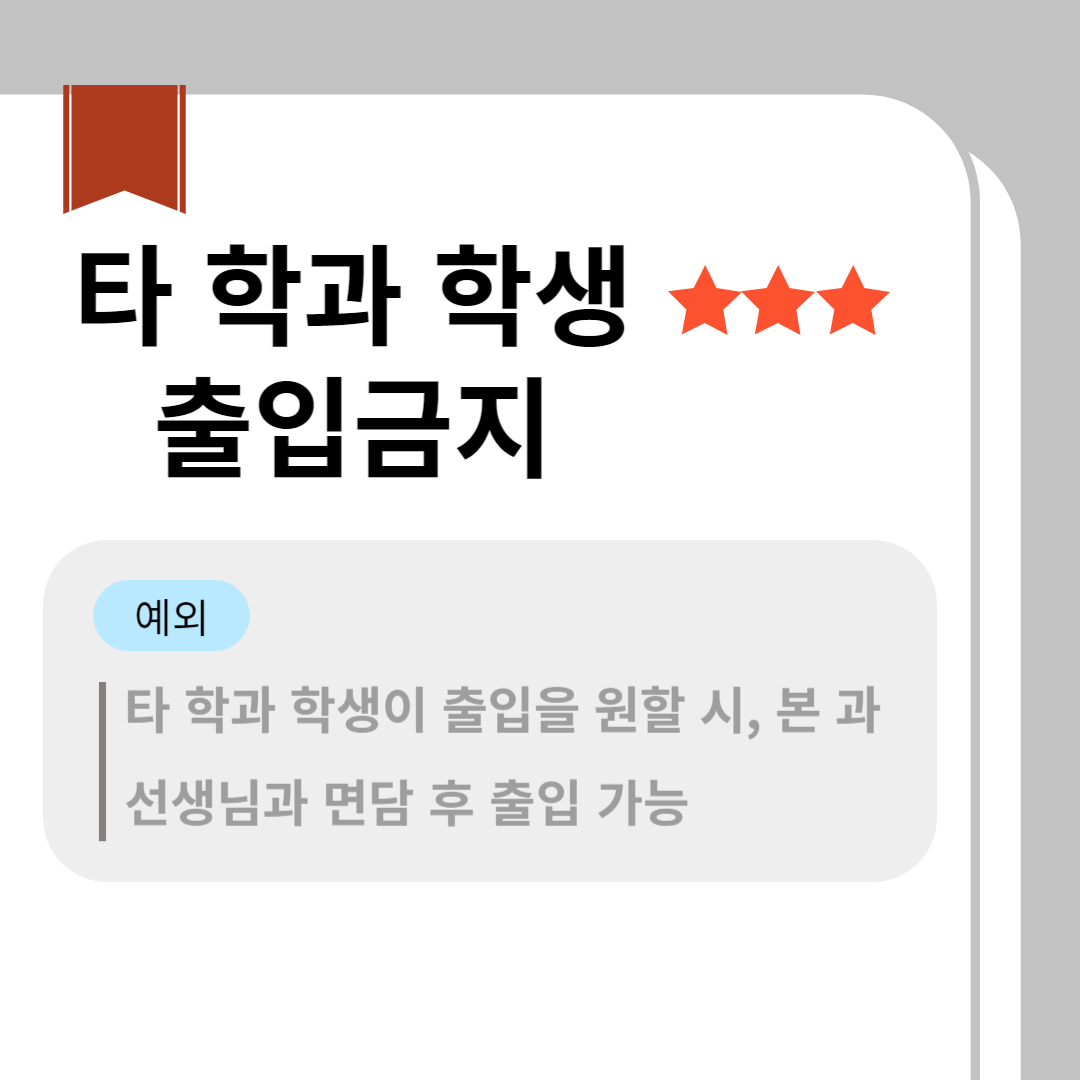 타 학과 학생
출입금지
예외
타 학과 학생이 출입을 원할 시, 본 과
선생님과 면담 후 출입 가능